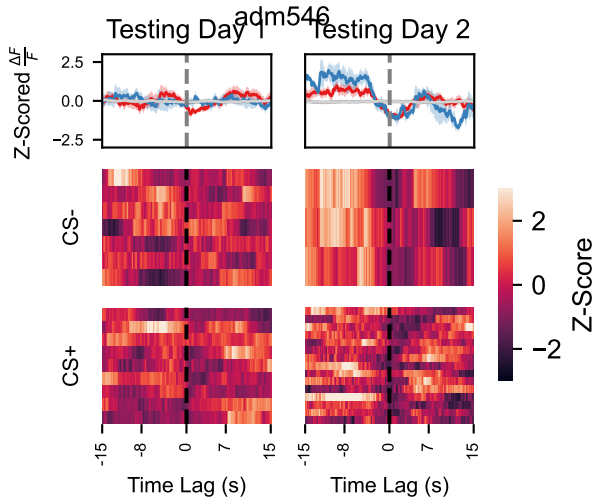 adm546
Testing Day 1
Testing Day 2
Z-Scored ΔF/F
2.5
0.0
−2.5
CS-
CS+
-15
-8
0
7
15
-15
-8
0
7
15
Time Lag (s)
Time Lag (s)
2
0
−2
Z-Score